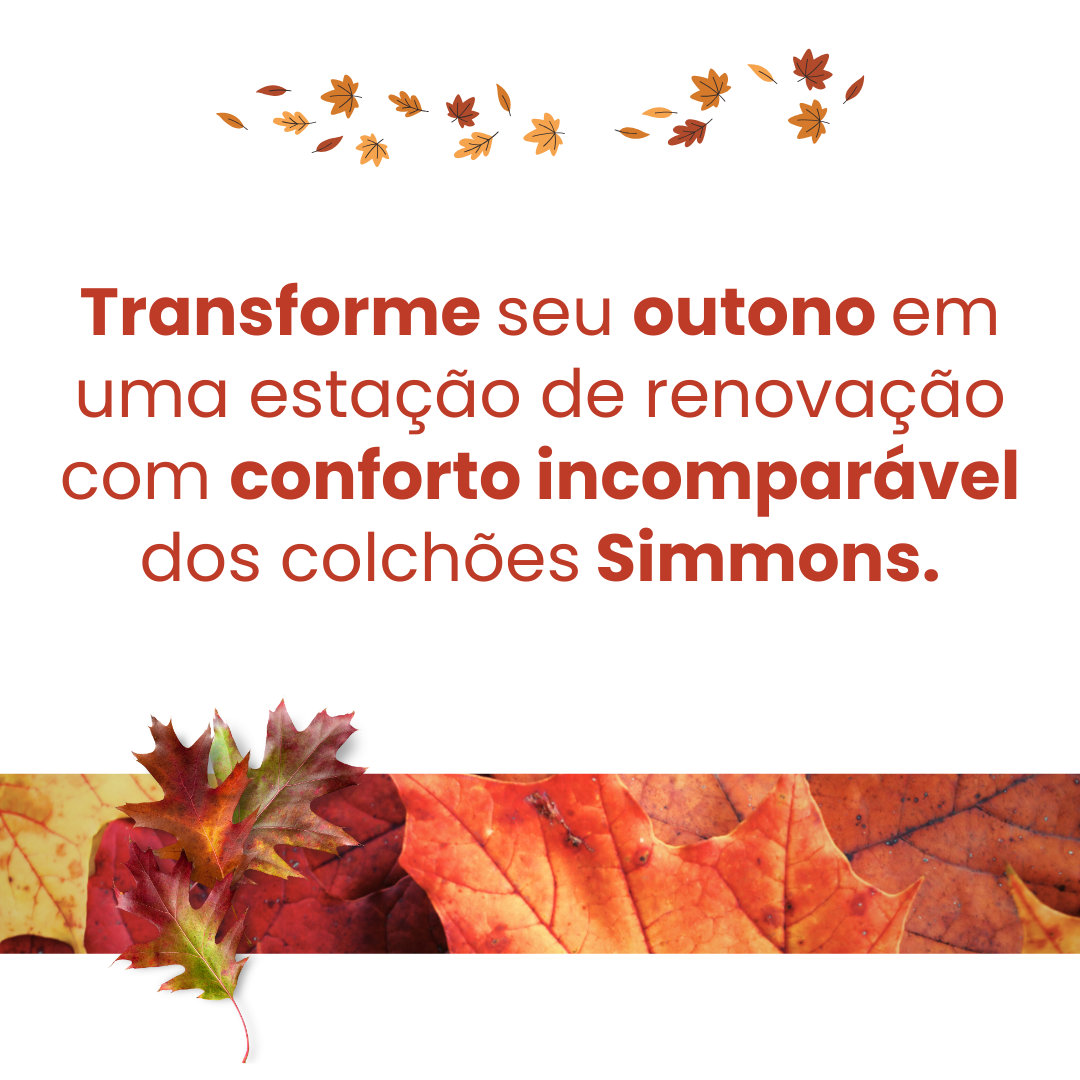 Transforme seu outono em
uma estação de renovação
com conforto incomparável
dos colchões Simmons.